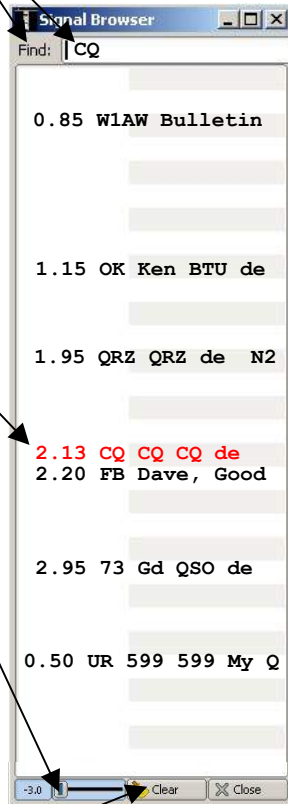 Signal Browser
Find: CQ
0.85 W1AW Bulletin
1.15 OK Ken BTU de
1.95 QRZ QRZ de N2
2.13 CQ CQ CQ de
2.20 FB Dave, Good
2.95 73 Gd QSO de
0.50 UR 599 599 My Q
-3.0 Clear Close